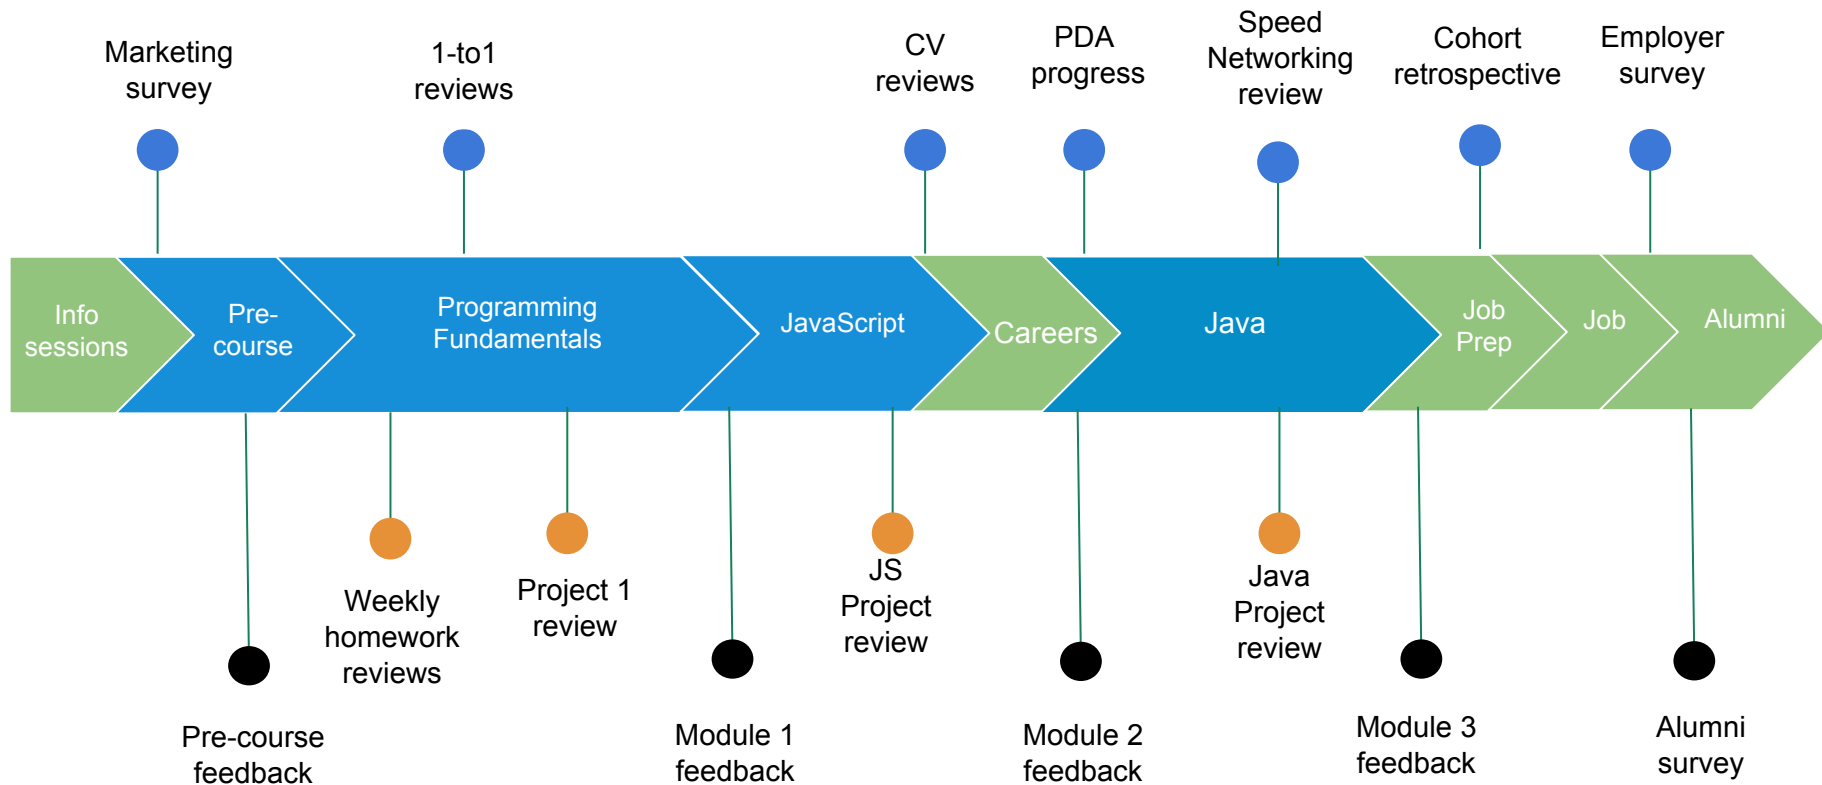 Marketing
survey
1-to1
reviews
CV
reviews
PDA
progress
Speed
Networking
review
Cohort
retrospective
Employer
survey
Info
sessions
Pre-
course
Programming
Fundamentals
JavaScript
Careers
Java
Job
Prep
Job
Alumni
Weekly
homework
reviews
Project 1
review
JS
Project
review
Java
Project
review
Pre-course
feedback
Module 1
feedback
Module 2
feedback
Module 3
feedback
Alumni
survey